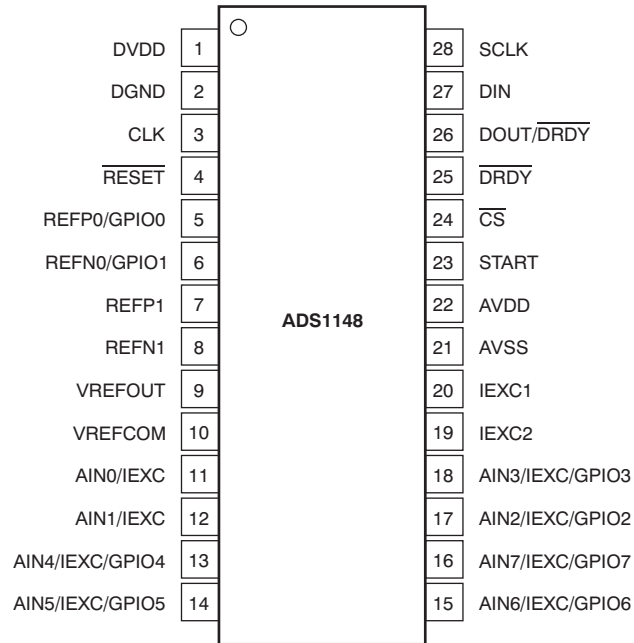 DVDD 1 28 SCLK
DGND 2 27 DIN
CLK 3 26 DOUT/DRDY
RESET 4 25 DRDY
REFP0/GPIO0 5 24 CS
REFN0/GPIO1 6 23 START
REFP1 7 22 AVDD
ADS1148
REFN1 8 21 AVSS
VREFOUT 9 20 IEXC1
VREFCOM 10 19 IEXC2
AIN0/IEXC 11 18 AIN3/IEXC/GPIO3
AIN1/IEXC 12 17 AIN2/IEXC/GPIO2
AIN4/IEXC/GPIO4 13 16 AIN7/IEXC/GPIO7
AIN5/IEXC/GPIO5 14 15 AIN6/IEXC/GPIO6